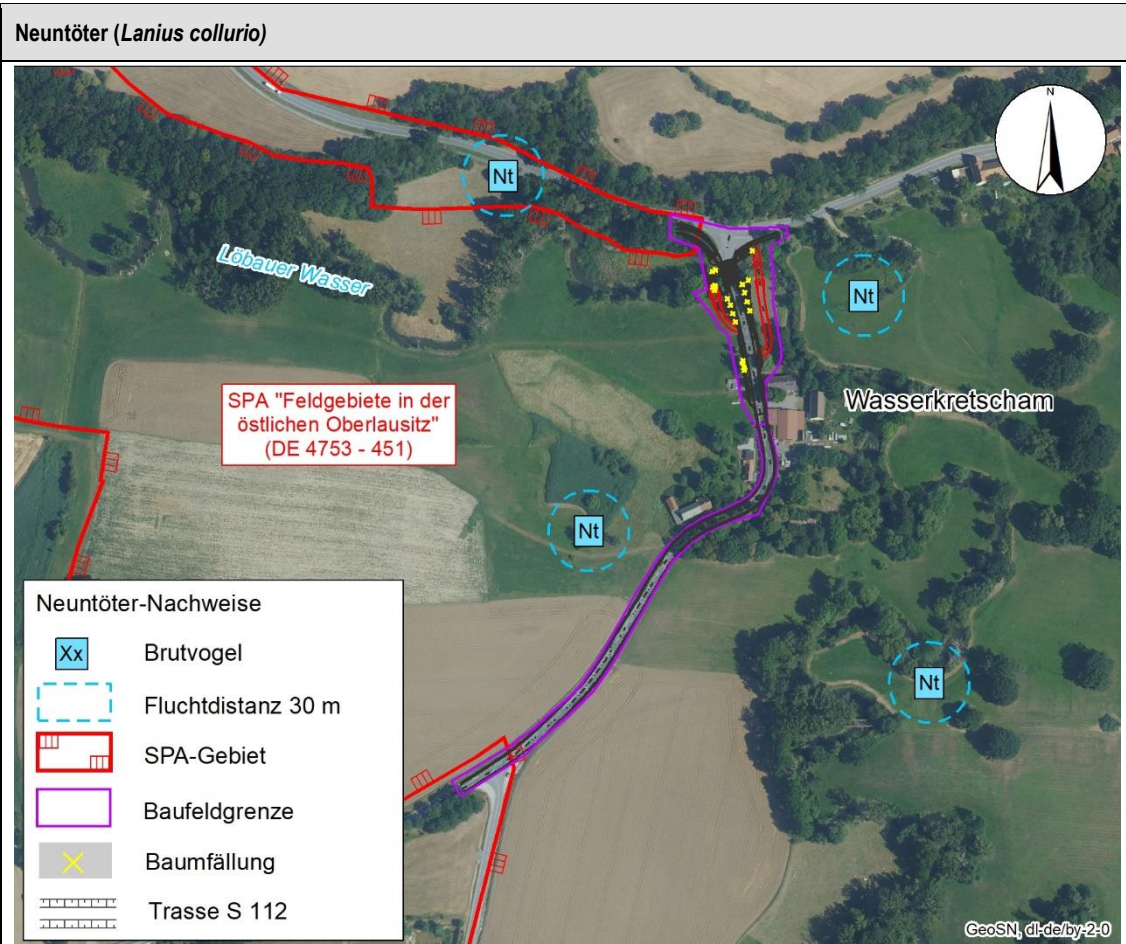 Neuntöter (Lanius collurio)
N
Nt
Löbauer Wasser
Nt
SPA "Feldgebiete in der
östlichen Oberlausitz"
(DE 4753 - 451)
Wasserkretscham
Nt
Nt
Neuntöter-Nachweise
Xx Brutvogel
Fluchtdistanz 30 m
SPA-Gebiet
Baufeldgrenze
Baumfällung
Trasse S 112
GeoSN, dl-de/by-2-0